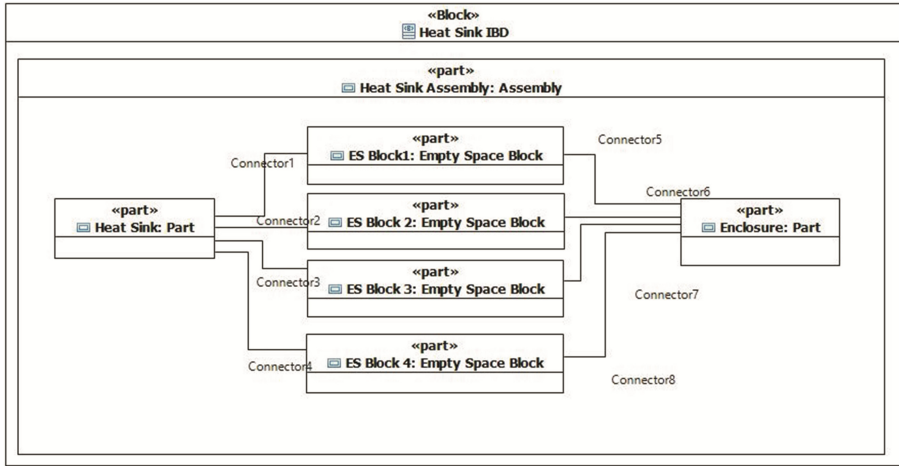 «Block»
Heat Sink IBD
«part»
Heat Sink Assembly: Assembly
«part»
ES Block1: Empty Space Block
Connector5
Connector1
Connector6
«part»
ES Block 2: Empty Space Block
«part»
Heat Sink: Part
Connector2
«part»
Enclosure: Part
«part»
ES Block 3: Empty Space Block
Connector3
Connector7
«part»
ES Block 4: Empty Space Block
Connector4
Connector8